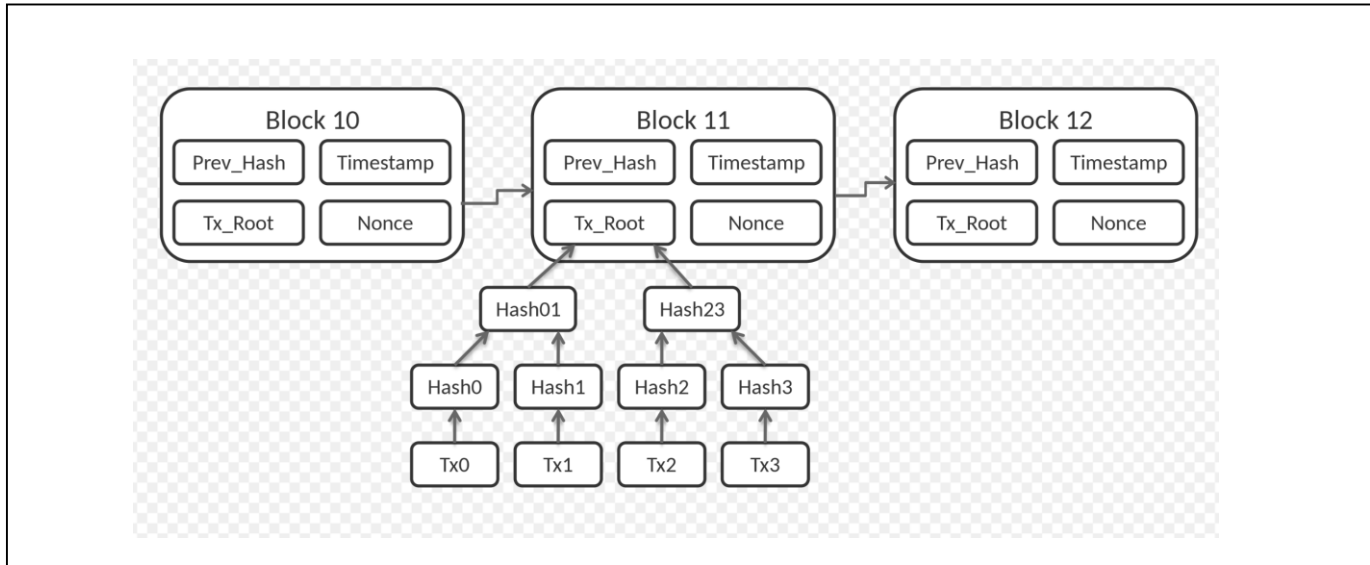 Block 10 Block 11 Block 12
Prev_Hash Timestamp Prev_Hash Timestamp Prev_Hash Timestamp
Tx_Root Nonce Tx_Root Nonce Tx_Root Nonce
Hash01 Hash23
Hash0 Hash1 Hash2 Hash3
Tx0 Tx1 Tx2 Tx3